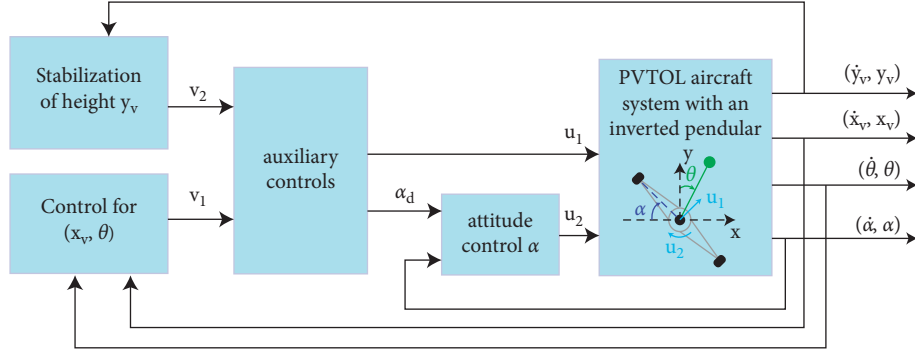 Stabilization
of height y_v
v_2
Control for
(x_v, θ)
v_1
auxiliary
controls
u_1
α_d
attitude
control α
u_2
PVTOL aircraft
system with an
inverted pendular
y
θ
u_1
α
x
u_2
(ẏ_v, y_v)
(ẋ_v, x_v)
(θ̇, θ)
(α̇, α)